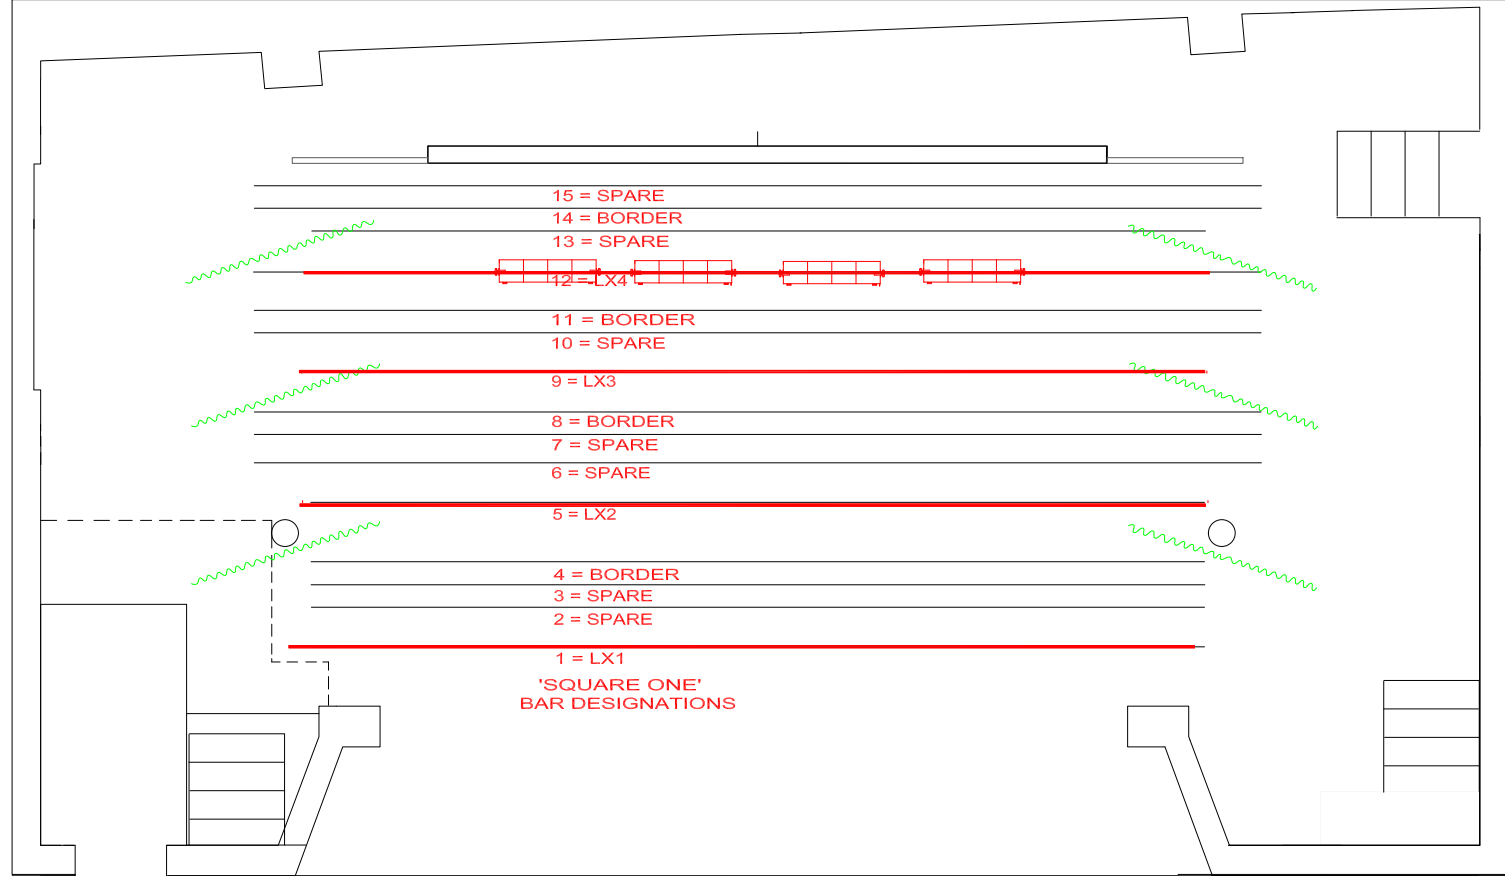 15 = SPARE
14 = BORDER
13 = SPARE
12 = LX4
11 = BORDER
10 = SPARE
9 = LX3
8 = BORDER
7 = SPARE
6 = SPARE
5 = LX2
4 = BORDER
3 = SPARE
2 = SPARE
1 = LX1
'SQUARE ONE'
BAR DESIGNATIONS